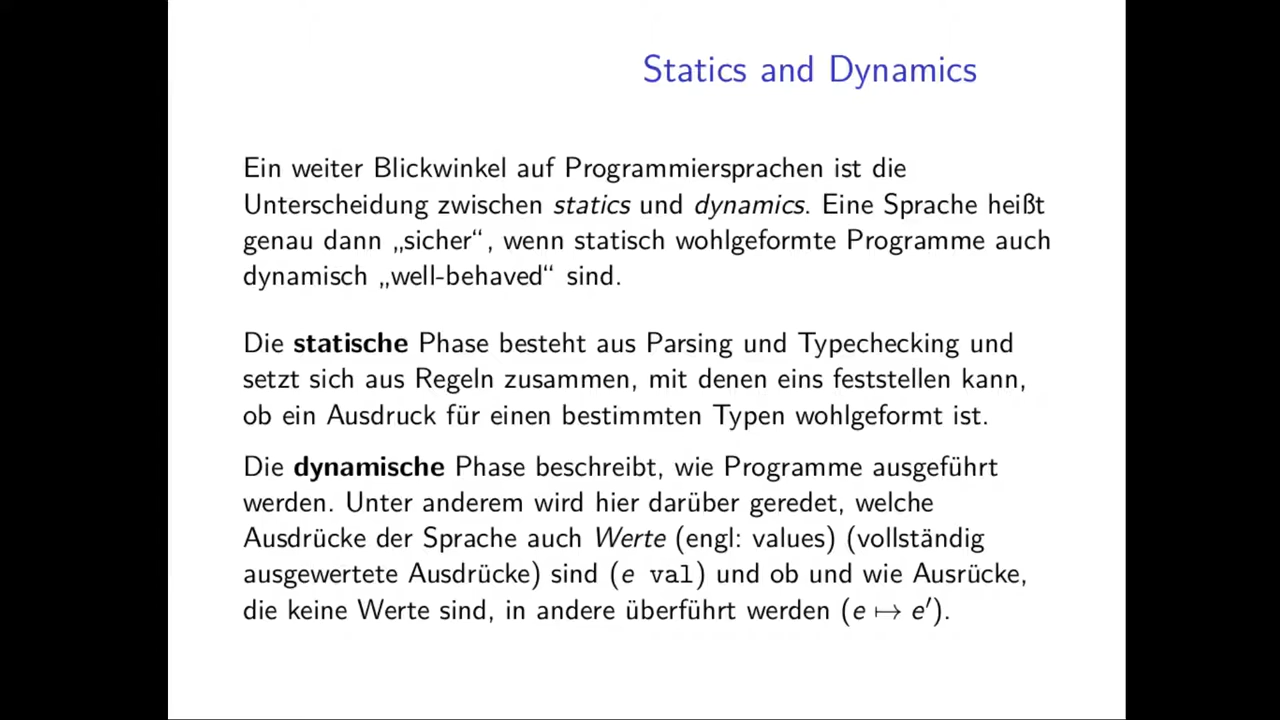 Statics and Dynamics
Ein weiter Blickwinkel auf Programmiersprachen ist die
Unterscheidung zwischen statics und dynamics. Eine Sprache heißt
genau dann „sicher“, wenn statisch wohlgeformte Programme auch
dynamisch „well-behaved“ sind.
Die statische Phase besteht aus Parsing und Typechecking und
setzt sich aus Regeln zusammen, mit denen eins feststellen kann,
ob ein Ausdruck für einen bestimmten Typen wohlgeformt ist.
Die dynamische Phase beschreibt, wie Programme ausgeführt
werden. Unter anderem wird hier darüber geredet, welche
Ausdrücke der Sprache auch Werte (engl: values) (vollständig
ausgewertete Ausdrücke) sind (e val) und ob und wie Ausrücke,
die keine Werte sind, in andere überführt werden (e ↦ e′).